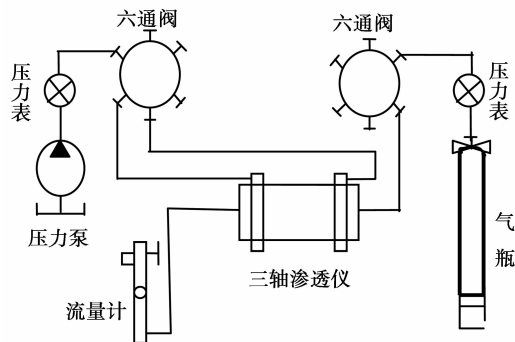 六通阀
六通阀
压力表
压力表
压力泵
气瓶
三轴渗透仪
流量计